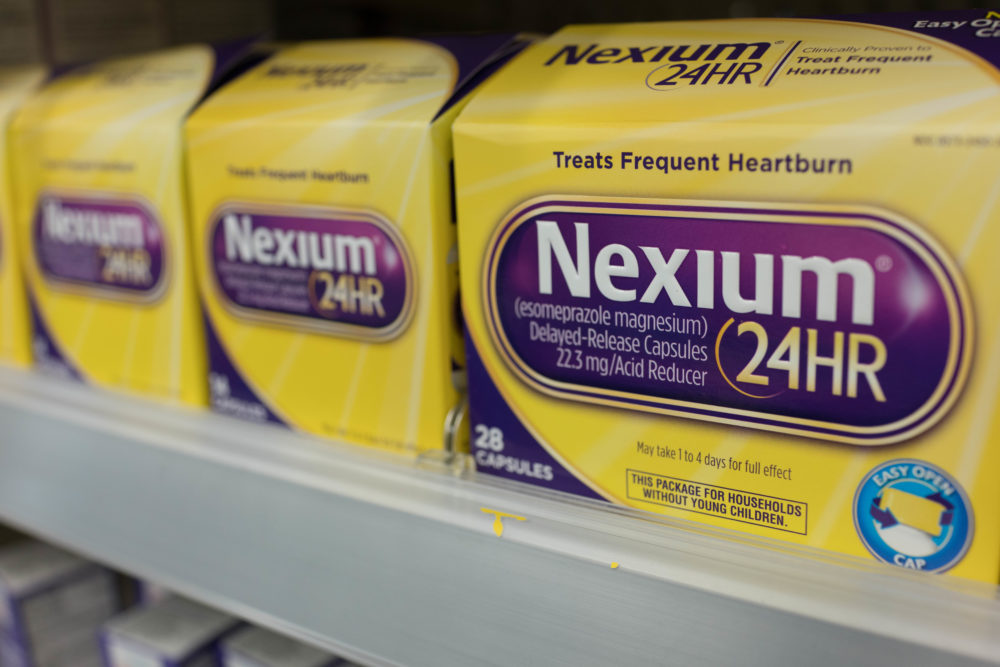 Nexium
24HR
Clinically Proven to
Treat Frequent
Heartburn
Easy
Treats Frequent Heartburn
Nexium®
(esomeprazole magnesium)
Delayed-Release Capsules
22.3 mg/Acid Reducer
24HR
28
CAPSULES
May take 1 to 4 days for full effect
THIS PACKAGE FOR HOUSEHOLDS
WITHOUT YOUNG CHILDREN.
EASY OPEN
CAP
Treats Frequent Heartburn
Nexium
24HR
CAPSULES
Nexium
24HR